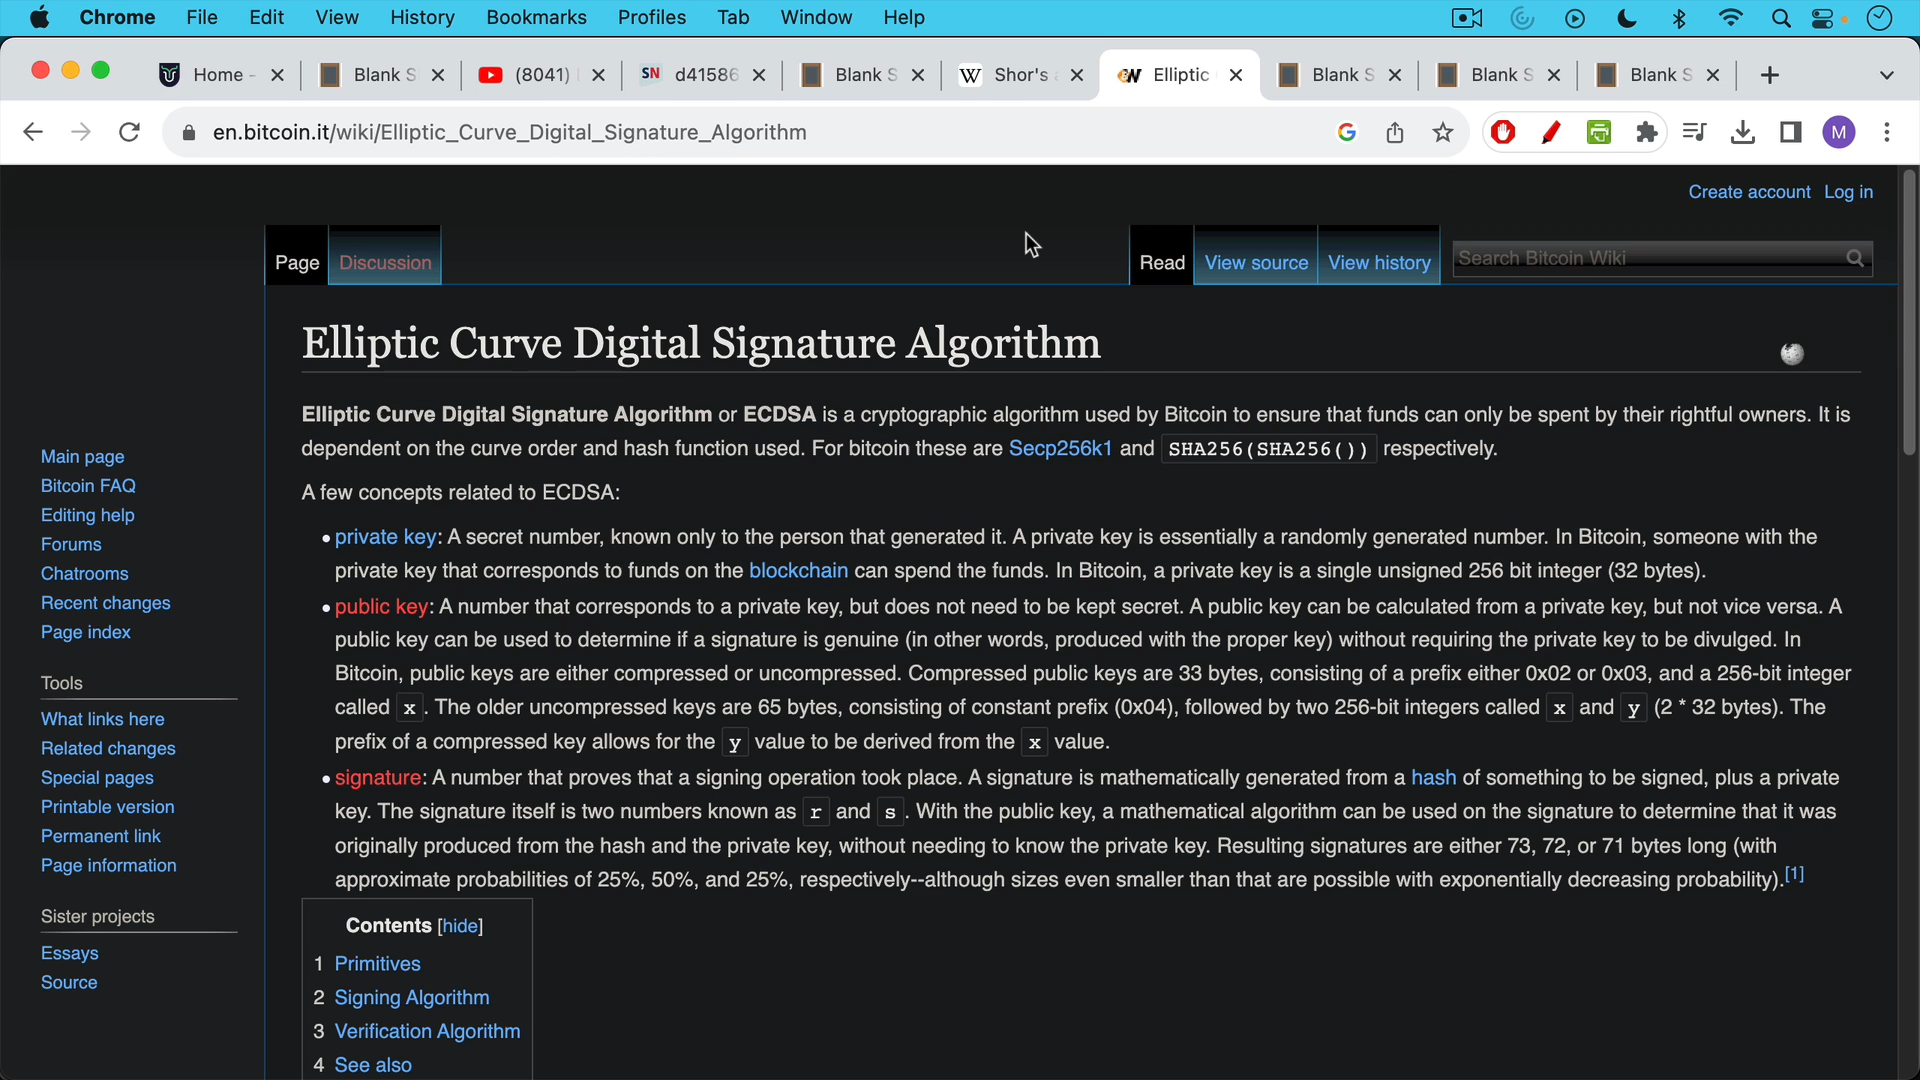 Chrome File Edit View History Bookmarks Profiles Tab Window Help
Home - Blank S (8041) SN d41586 Blank S W Shor's Elliptic Blank S Blank S Blank S
en.bitcoin.it/wiki/Elliptic_Curve_Digital_Signature_Algorithm M
Create account Log in
Page Discussion Read View source View history Search Bitcoin Wiki
Elliptic Curve Digital Signature Algorithm
Elliptic Curve Digital Signature Algorithm or ECDSA is a cryptographic algorithm used by Bitcoin to ensure that funds can only be spent by their rightful owners. It is
dependent on the curve order and hash function used. For bitcoin these are Secp256k1 and SHA256(SHA256()) respectively.
A few concepts related to ECDSA:
• private key: A secret number, known only to the person that generated it. A private key is essentially a randomly generated number. In Bitcoin, someone with the
private key that corresponds to funds on the blockchain can spend the funds. In Bitcoin, a private key is a single unsigned 256 bit integer (32 bytes).
• public key: A number that corresponds to a private key, but does not need to be kept secret. A public key can be calculated from a private key, but not vice versa. A
public key can be used to determine if a signature is genuine (in other words, produced with the proper key) without requiring the private key to be divulged. In
Bitcoin, public keys are either compressed or uncompressed. Compressed public keys are 33 bytes, consisting of a prefix either 0x02 or 0x03, and a 256-bit integer
called x. The older uncompressed keys are 65 bytes, consisting of constant prefix (0x04), followed by two 256-bit integers called x and y (2 * 32 bytes). The
prefix of a compressed key allows for the y value to be derived from the x value.
• signature: A number that proves that a signing operation took place. A signature is mathematically generated from a hash of something to be signed, plus a private
key. The signature itself is two numbers known as r and s. With the public key, a mathematical algorithm can be used on the signature to determine that it was
originally produced from the hash and the private key, without needing to know the private key. Resulting signatures are either 73, 72, or 71 bytes long (with
approximate probabilities of 25%, 50%, and 25%, respectively--although sizes even smaller than that are possible with exponentially decreasing probability).[1]
Contents [hide]
1 Primitives
2 Signing Algorithm
3 Verification Algorithm
4 See also
Main page
Bitcoin FAQ
Editing help
Forums
Chatrooms
Recent changes
Page index
Tools
What links here
Related changes
Special pages
Printable version
Permanent link
Page information
Sister projects
Essays
Source